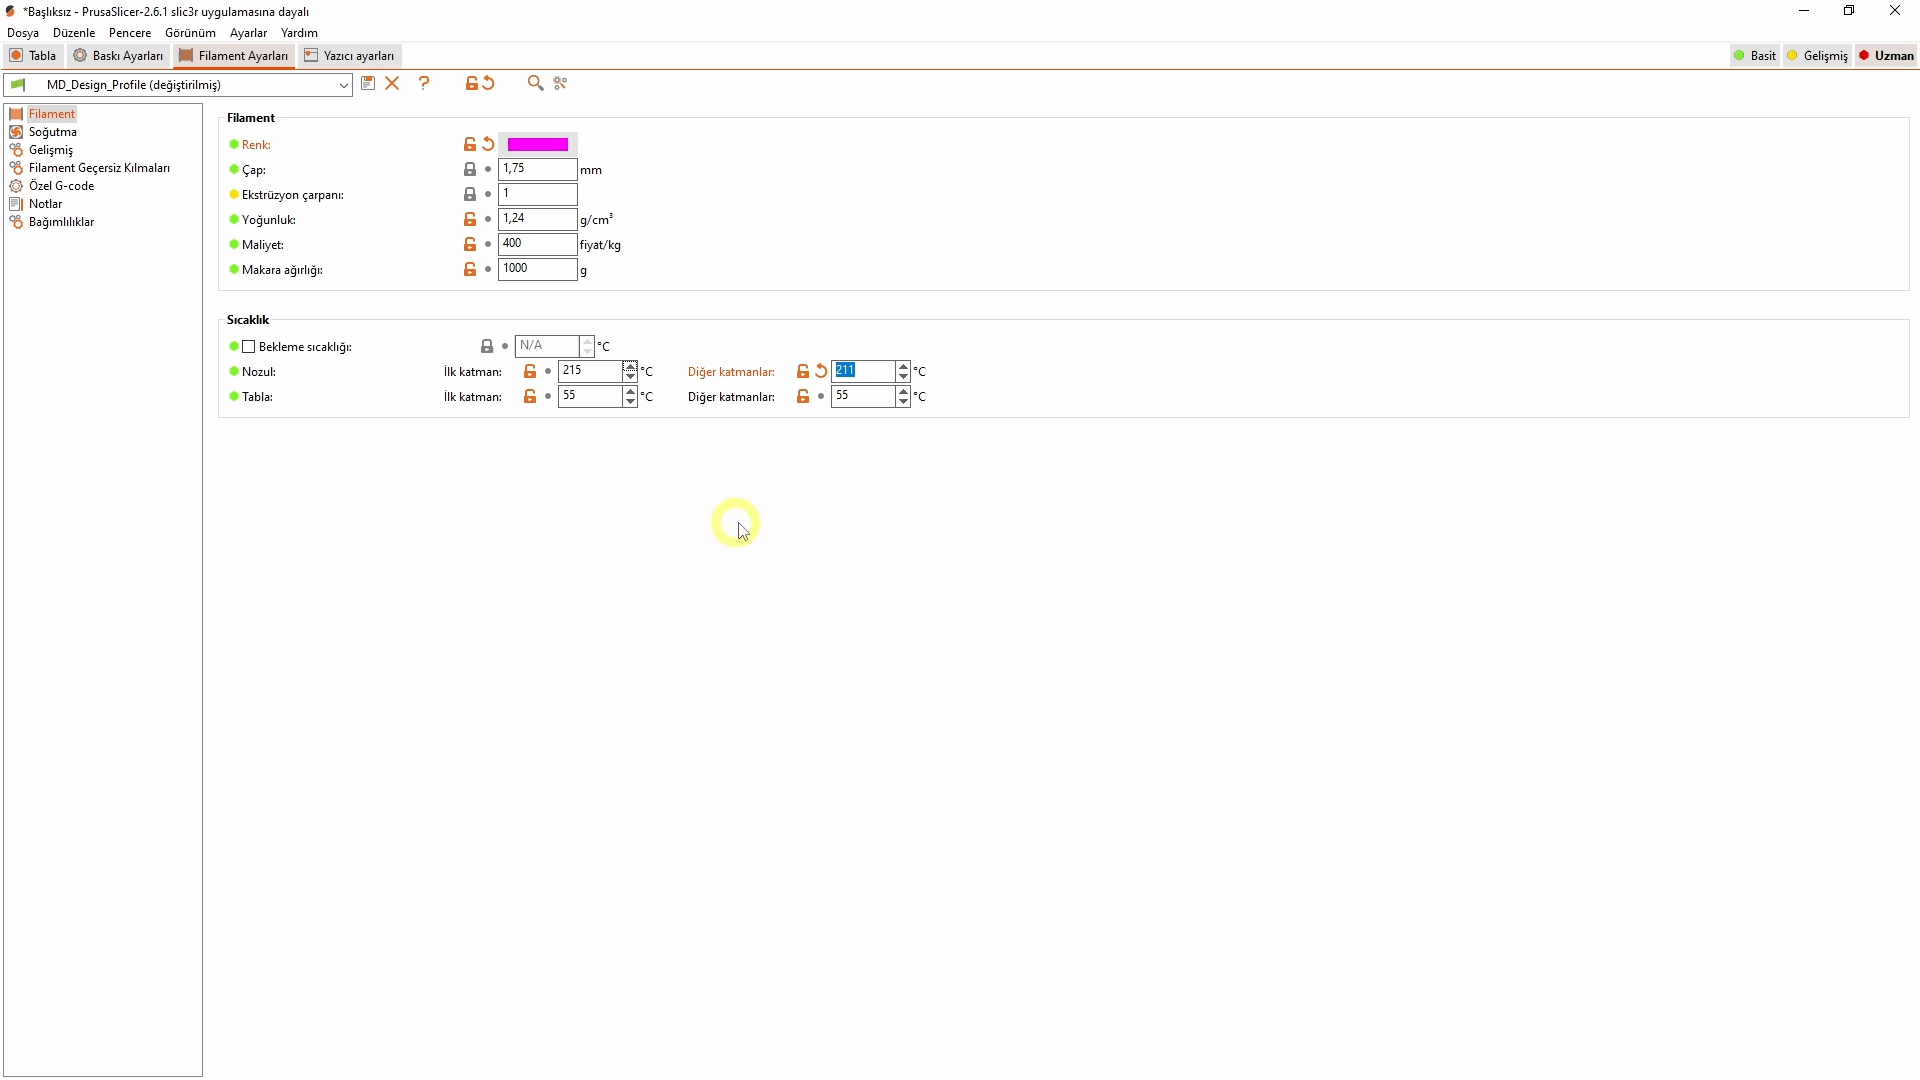 *Başlıksız - PrusaSlicer-2.6.1 slic3r uygulamasına dayalı
Dosya Düzenle Pencere Görünüm Ayarlar Yardım
Tabla Baskı Ayarları Filament Ayarları Yazıcı ayarları Basit Gelişmiş Uzman
MD_Design_Profile (değiştirilmiş)
Filament
Soğutma
Gelişmiş
Filament Geçersiz Kılmaları
Özel G-code
Notlar
Bağımlılıklar
Filament
Renk:
Çap: 1,75 mm
Ekstrüzyon çarpanı: 1
Yoğunluk: 1,24 g/cm³
Maliyet: 400 fiyat/kg
Makara ağırlığı: 1000 g
Sıcaklık
Bekleme sıcaklığı: N/A °C
Nozul: İlk katman: 215 °C Diğer katmanlar: 211 °C
Tabla: İlk katman: 55 °C Diğer katmanlar: 55 °C